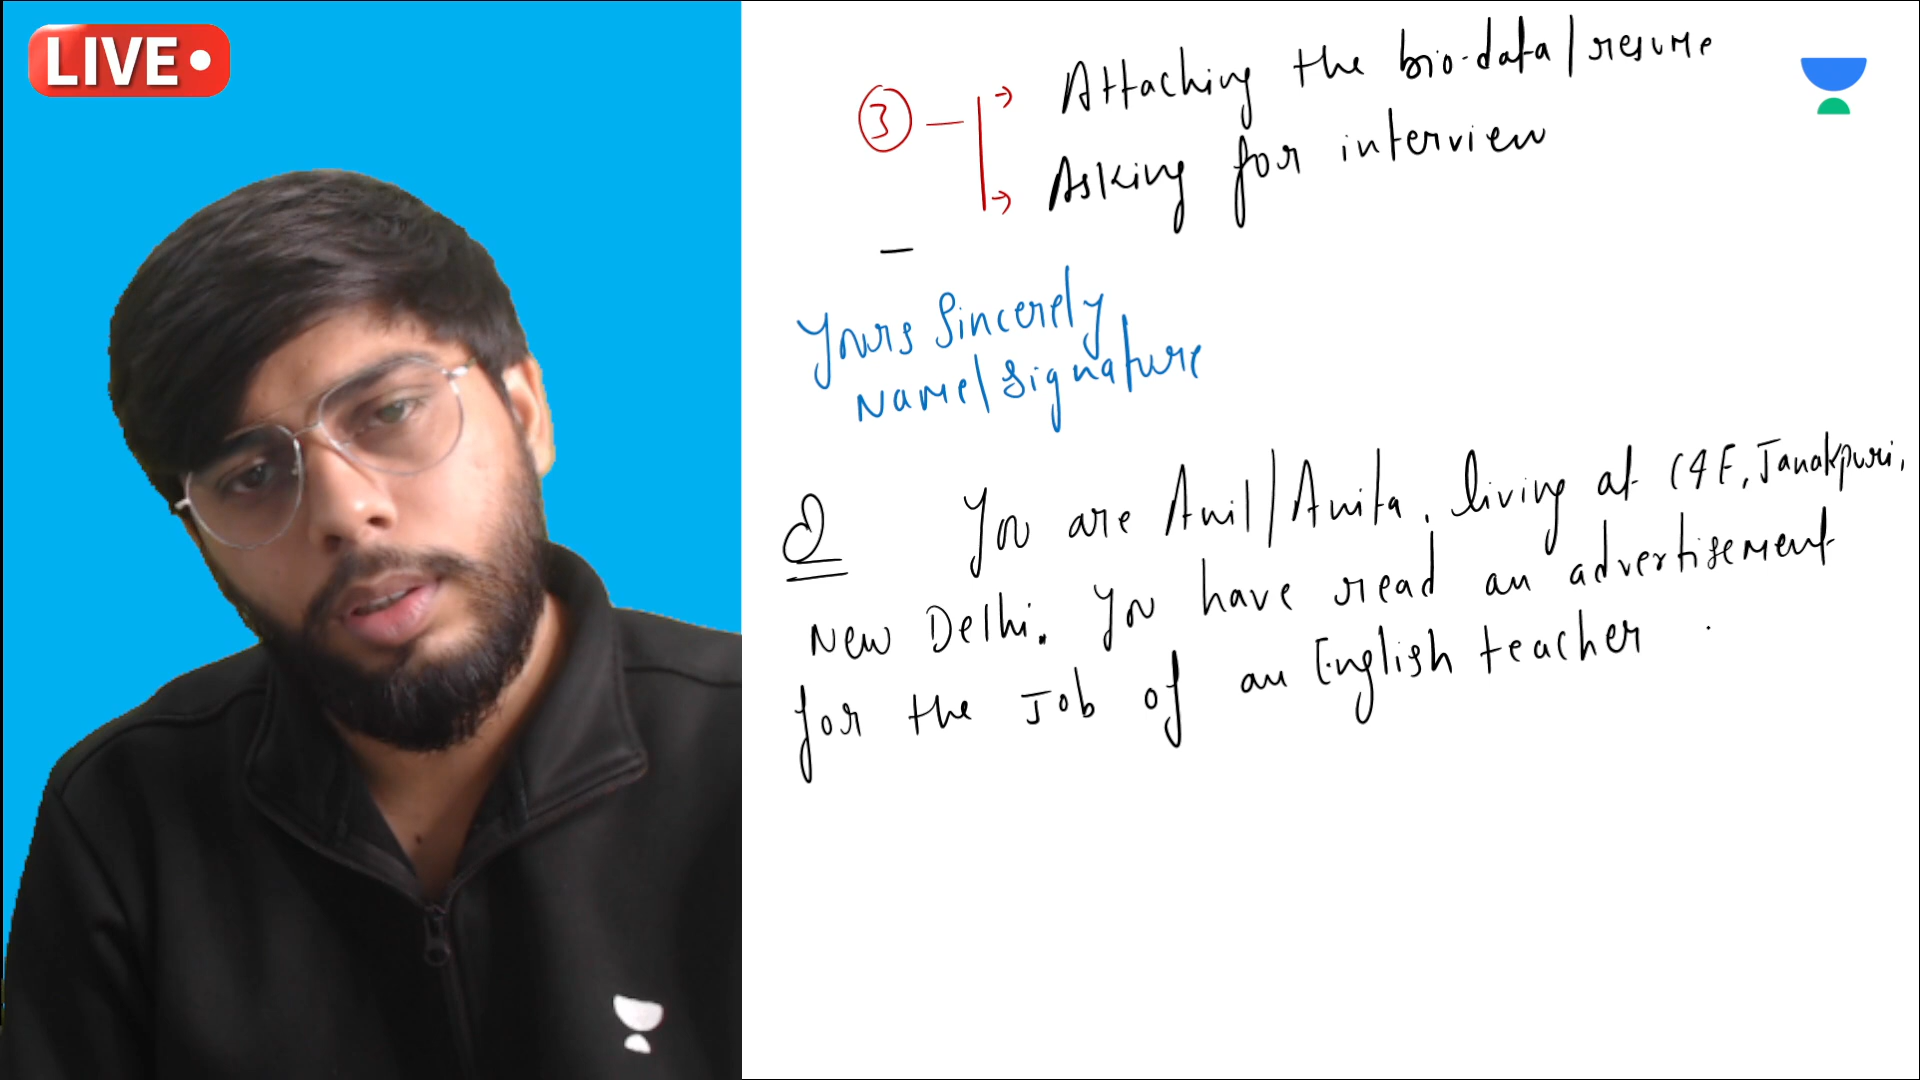 LIVE
3 Attaching the bio-data/resume
Asking for interview
Yours Sincerely
Name/Signature
Q You are Anil/Anita, living at C4F, Janakpuri,
New Delhi. You have read an advertisement
for the Job of an English teacher.